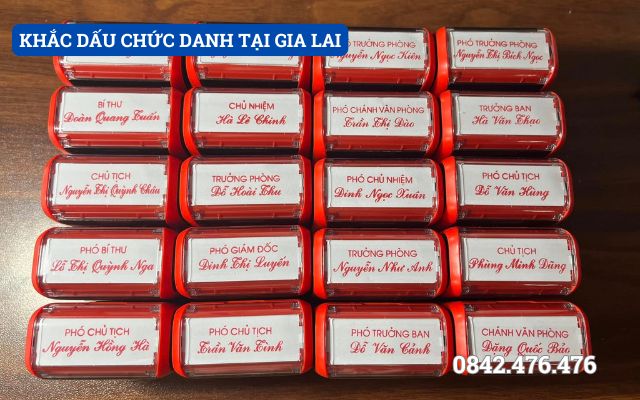 KHẮC DẤU CHỨC DANH TẠI GIA LAI
PHÓ TRƯỞNG PHÒNG
Nguyễn Ngọc Kiên
PHÓ TRƯỞNG PHÒNG
Nguyễn Thị Bích Ngọc
BÍ THƯ
Đoàn Quang Tuấn
CHỦ NHIỆM
Hà Lê Chinh
PHÓ CHÁNH VĂN PHÒNG
Trần Thị Đào
TRƯỞNG BAN
Hà Văn Thao
CHỦ TỊCH
Nguyễn Thị Quỳnh Châu
TRƯỞNG PHÒNG
Đỗ Hoài Thu
PHÓ CHỦ NHIỆM
Đinh Ngọc Xuân
PHÓ CHỦ TỊCH
Đỗ Văn Hùng
PHÓ BÍ THƯ
Lô Thị Quỳnh Nga
PHÓ GIÁM ĐỐC
Đinh Thị Luyến
TRƯỞNG PHÒNG
Nguyễn Như Anh
CHỦ TỊCH
Phùng Minh Dăng
PHÓ CHỦ TỊCH
Nguyễn Hồng Hà
PHÓ CHỦ TỊCH
Trần Văn Tình
PHÓ TRƯỞNG BAN
Đỗ Văn Cảnh
CHÁNH VĂN PHÒNG
Đặng Quốc Bảo
0842.476.476